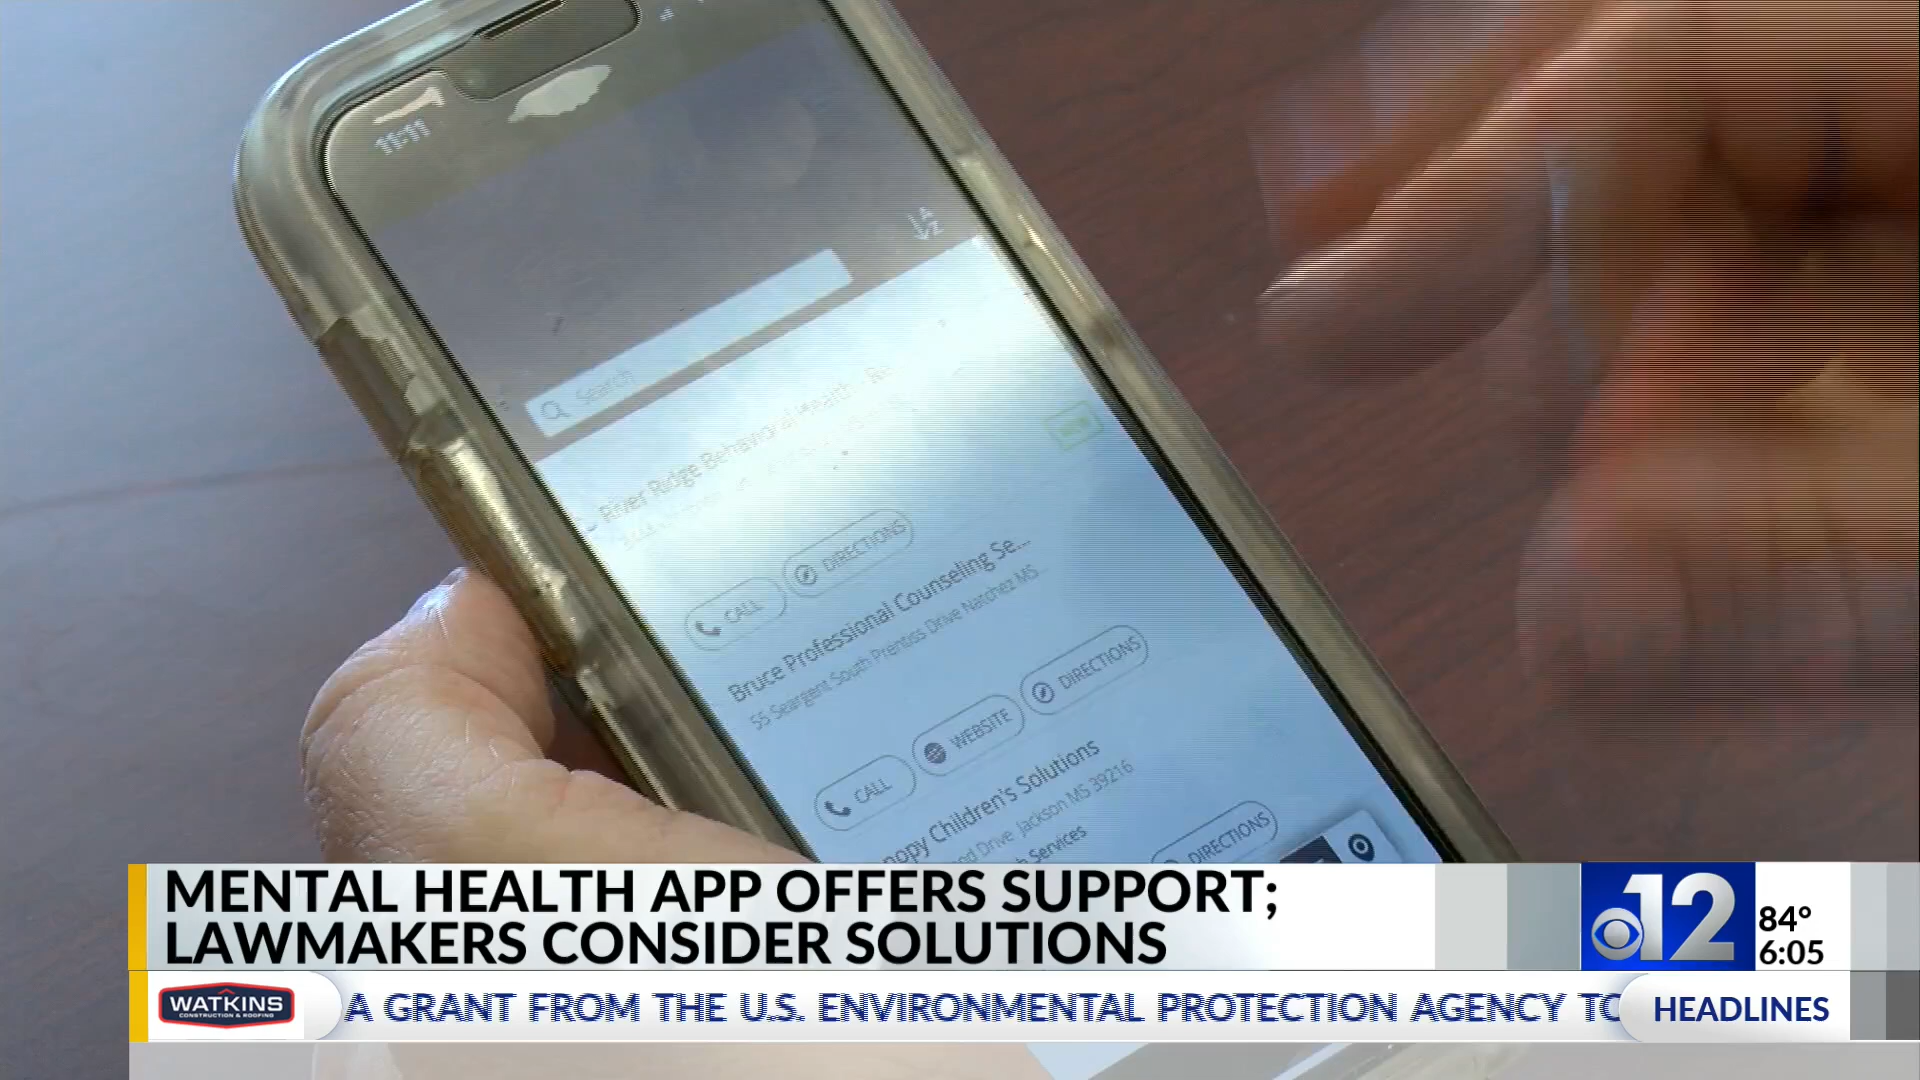 11:11
Search
River Ridge Behavioral Health
CALL DIRECTIONS
Bruce Professional Counseling Se...
55 Seargent South Prentiss Drive Natchez MS
CALL WEBSITE DIRECTIONS
Children's Solutions
Drive Jackson MS 39216
Services
DIRECTIONS
MENTAL HEALTH APP OFFERS SUPPORT;
LAWMAKERS CONSIDER SOLUTIONS
12
84°
6:05
WATKINS
CONSTRUCTION & ROOFING
A GRANT FROM THE U.S. ENVIRONMENTAL PROTECTION AGENCY TO
HEADLINES